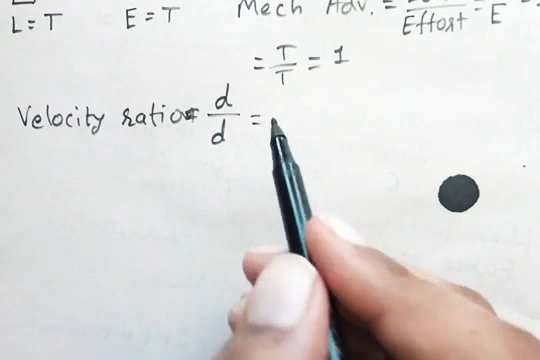 L=T E=T Mech Adv. = Effort = E
= T/T = 1
Velocity ratio = d/d =